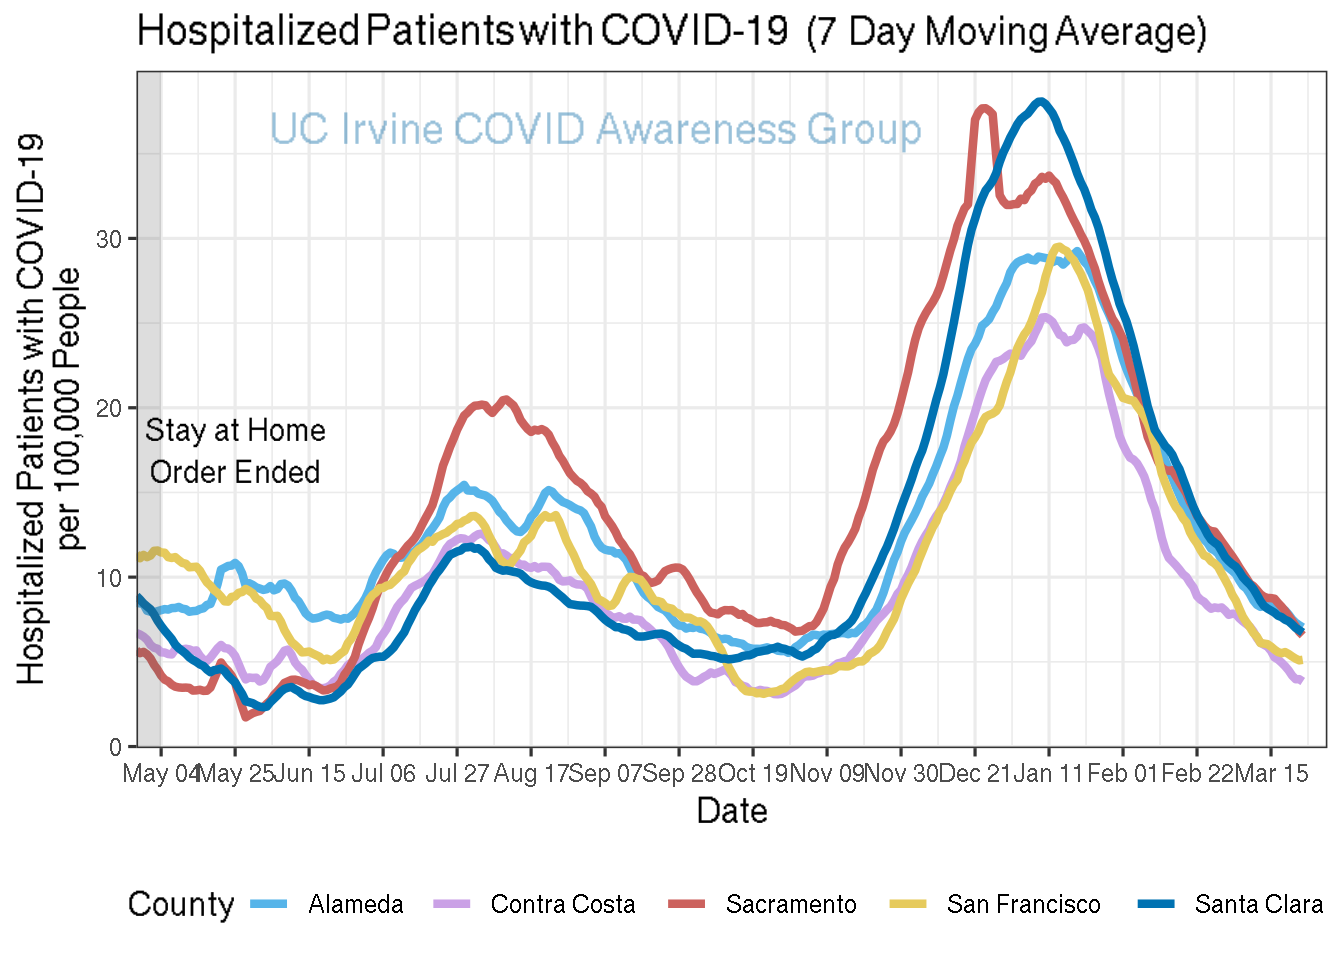 Hospitalized Patients with COVID-19 (7 Day Moving Average)
UC Irvine COVID Awareness Group
Hospitalized Patients with COVID-19
per 100,000 People
30
20
10
0
Stay at Home
Order Ended
May 04 May 25 Jun 15 Jul 06 Jul 27 Aug 17 Sep 07 Sep 28 Oct 19 Nov 09 Nov 30 Dec 21 Jan 11 Feb 01 Feb 22 Mar 15
Date
County Alameda Contra Costa Sacramento San Francisco Santa Clara